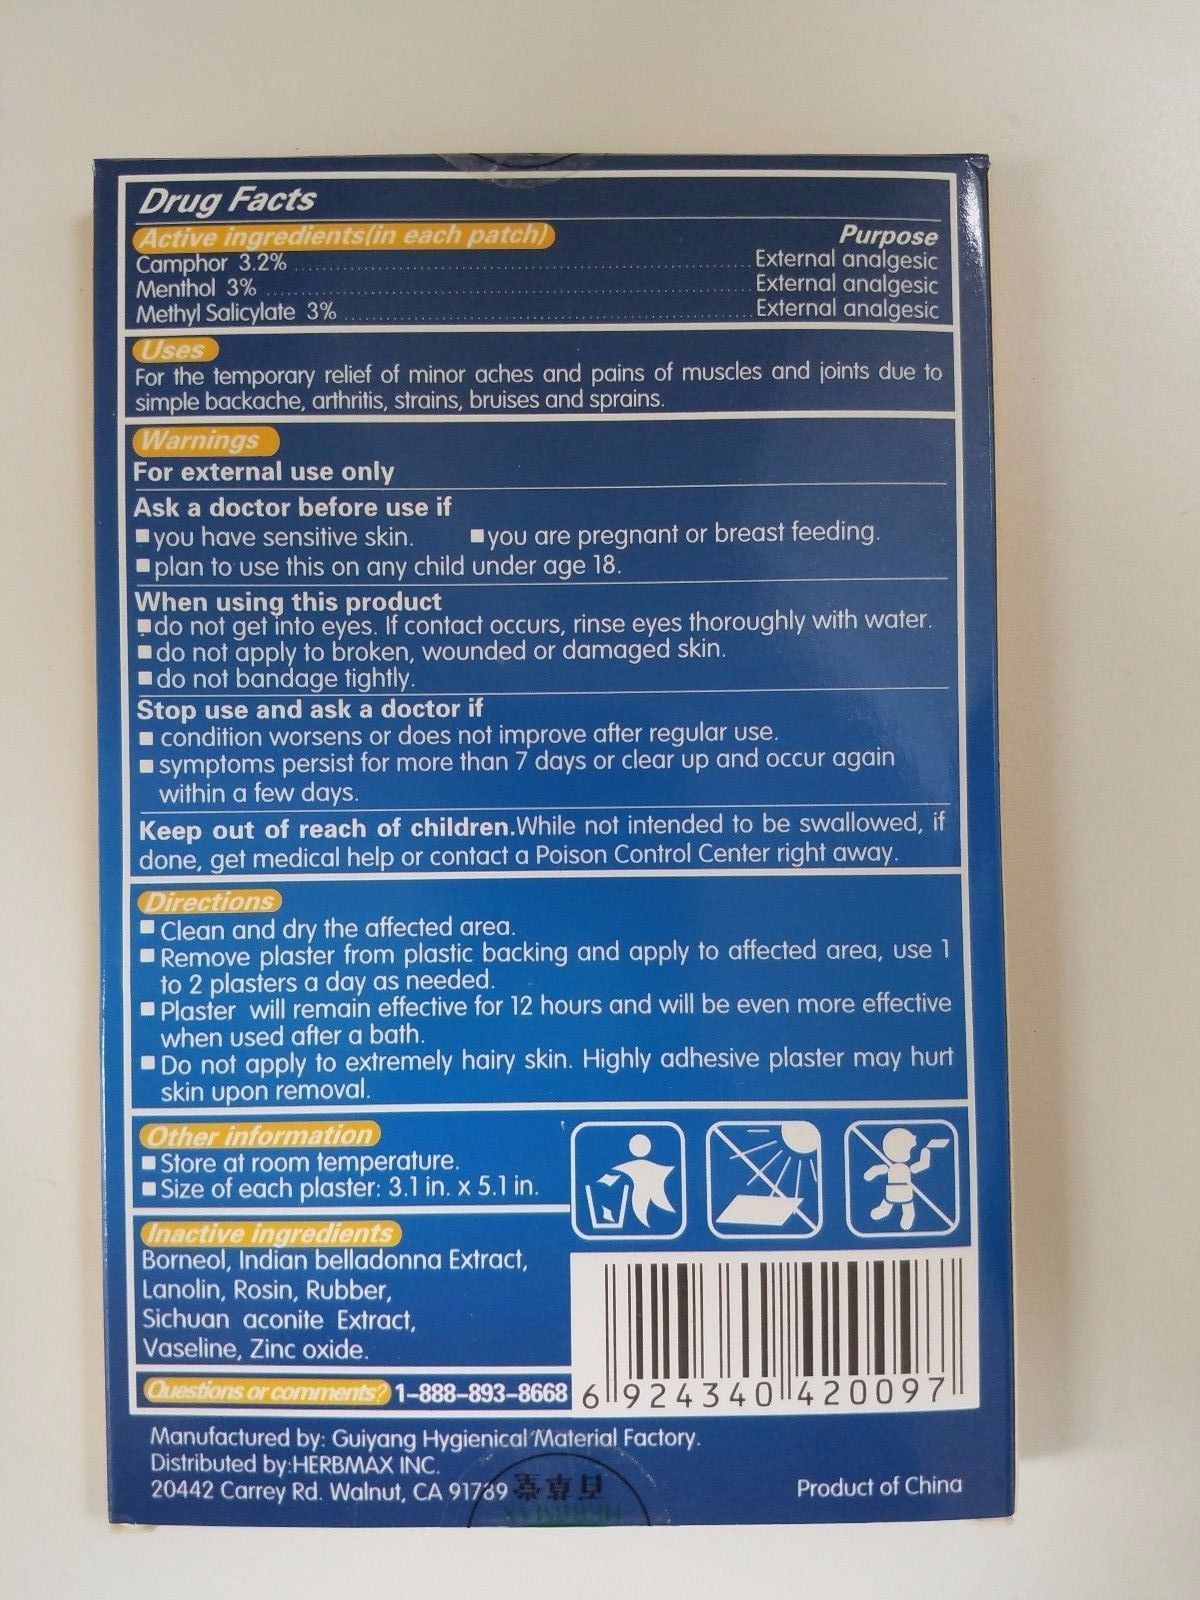 Drug Facts
Active ingredients(in each patch) Purpose
Camphor 3.2% External analgesic
Menthol 3% External analgesic
Methyl Salicylate 3% External analgesic
Uses
For the temporary relief of minor aches and pains of muscles and joints due to
simple backache, arthritis, strains, bruises and sprains.
Warnings
For external use only
Ask a doctor before use if
■you have sensitive skin. ■you are pregnant or breast feeding.
■plan to use this on any child under age 18.
When using this product
■do not get into eyes. If contact occurs, rinse eyes thoroughly with water.
■do not apply to broken, wounded or damaged skin.
■do not bandage tightly.
Stop use and ask a doctor if
■ condition worsens or does not improve after regular use.
■ symptoms persist for more than 7 days or clear up and occur again
within a few days.
Keep out of reach of children.While not intended to be swallowed, if
done, get medical help or contact a Poison Control Center right away.
Directions
■ Clean and dry the affected area.
■ Remove plaster from plastic backing and apply to affected area, use 1
to 2 plasters a day as needed.
■ Plaster will remain effective for 12 hours and will be even more effective
when used after a bath.
■ Do not apply to extremely hairy skin. Highly adhesive plaster may hurt
skin upon removal.
Other information
■ Store at room temperature.
■ Size of each plaster: 3.1 in. x 5.1 in.
Inactive ingredients
Borneol, Indian belladonna Extract,
Lanolin, Rosin, Rubber,
Sichuan aconite Extract,
Vaseline, Zinc oxide.
Questions or comments? 1-888-893-8668
6 924340 420097
Manufactured by: Guiyang Hygienical Material Factory.
Distributed by:HERBMAX INC.
20442 Carrey Rd. Walnut, CA 91789
Product of China
百草堂
HERBMAX